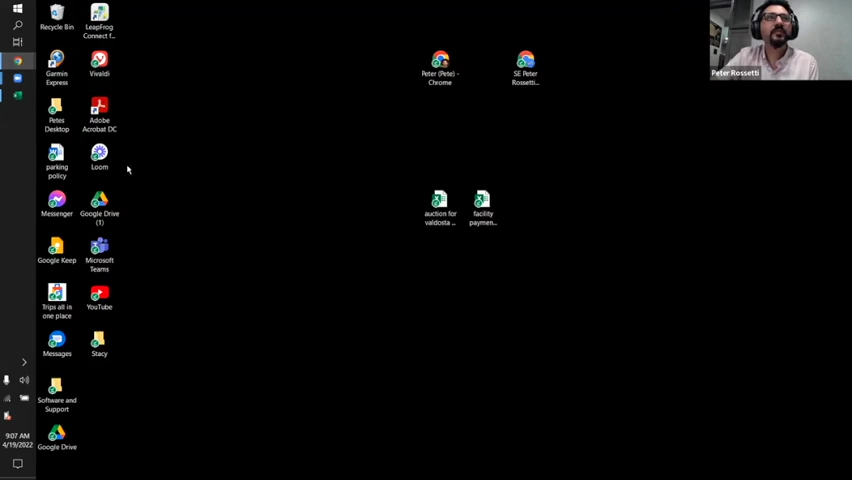 Recycle Bin
LeapFrog
Connect f...
Garmin
Express
Vivaldi
Petes
Desktop
Adobe
Acrobat DC
parking
policy
Loom
Messenger
Google Drive
(1)
Google Keep
Microsoft
Teams
Trips all in
one place
YouTube
Messages
Stacy
Software and
Support
Google Drive
Peter (Pete) -
Chrome
SE Peter
Rossetti...
auction for
valdosta ...
facility
paymen...
Peter Rossetti
9:07 AM
4/19/2022